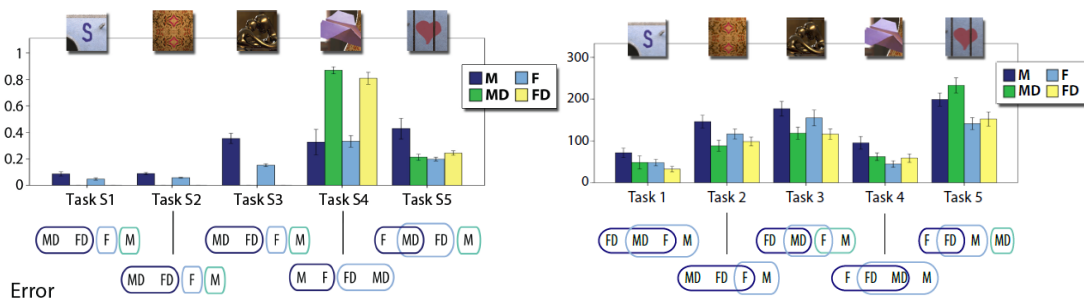 S
1
0.8
0.6
0.4
0.2
0
M F
MD FD
Task S1 Task S2 Task S3 Task S4 Task S5
MD FD F M
MD FD F M
MD FD F M
M F FD MD
F MD FD M
Error
S
300
200
100
0
M F
MD FD
Task 1 Task 2 Task 3 Task 4 Task 5
FD MD F M
MD FD F M
FD MD F M
F FD MD M
F FD M MD